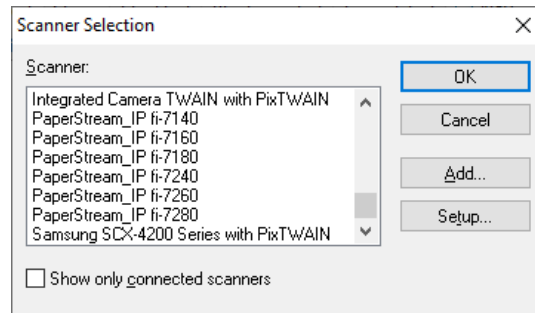 Scanner Selection
Scanner:
Integrated Camera TWAIN with PixTWAIN
PaperStream_IP fi-7140
PaperStream_IP fi-7160
PaperStream_IP fi-7180
PaperStream_IP fi-7240
PaperStream_IP fi-7260
PaperStream_IP fi-7280
Samsung SCX-4200 Series with PixTWAIN
OK
Cancel
Add...
Setup...
Show only connected scanners